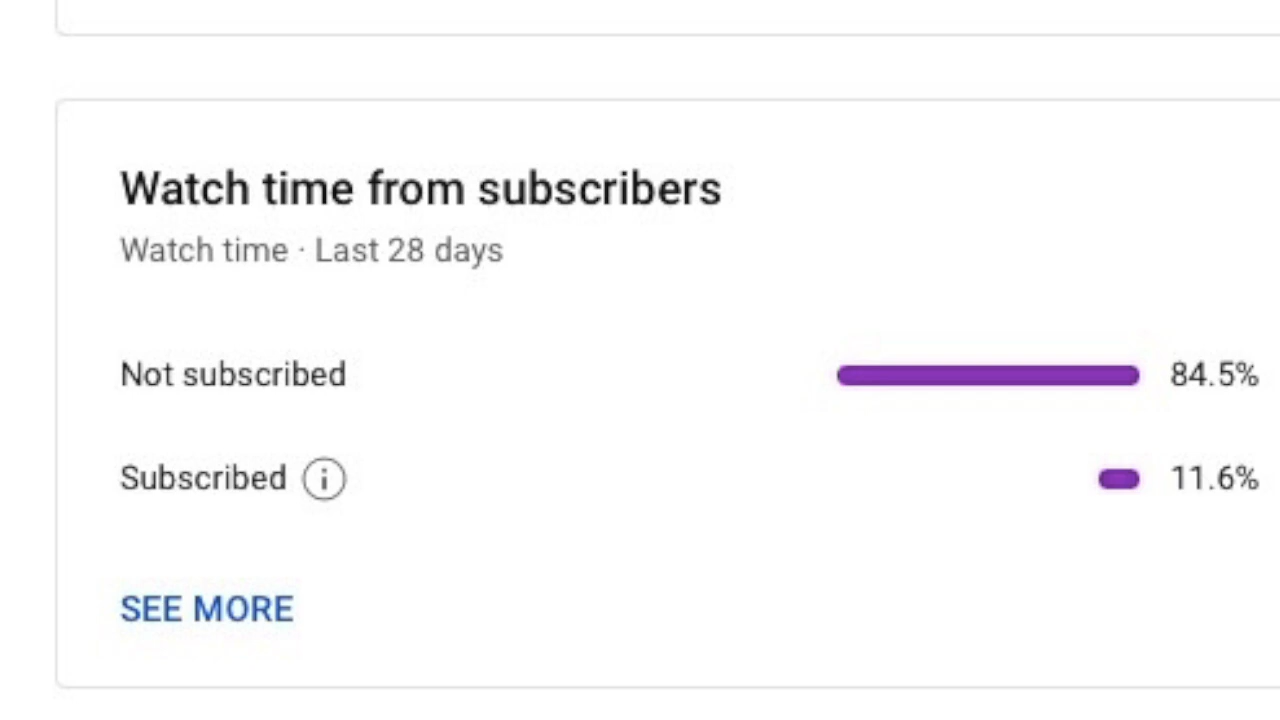 Watch time from subscribers
Watch time · Last 28 days
Not subscribed 84.5%
Subscribed 11.6%
SEE MORE